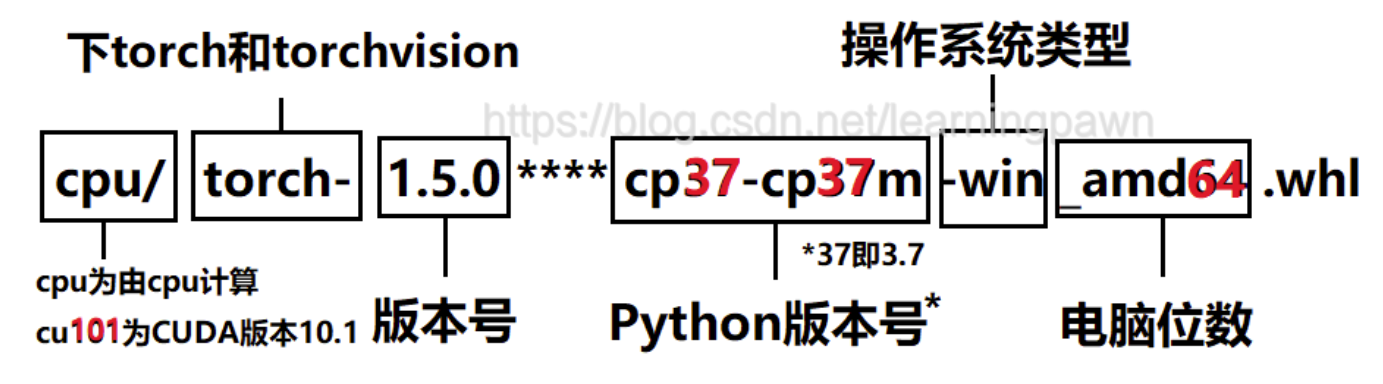 下torch和torchvision
操作系统类型
https://blog.csdn.net/learningpawn
cpu/ torch- 1.5.0 **** cp37-cp37m -win _amd64 .whl
*37即3.7
cpu为由cpu计算
cu101为CUDA版本10.1
版本号
Python版本号*
电脑位数